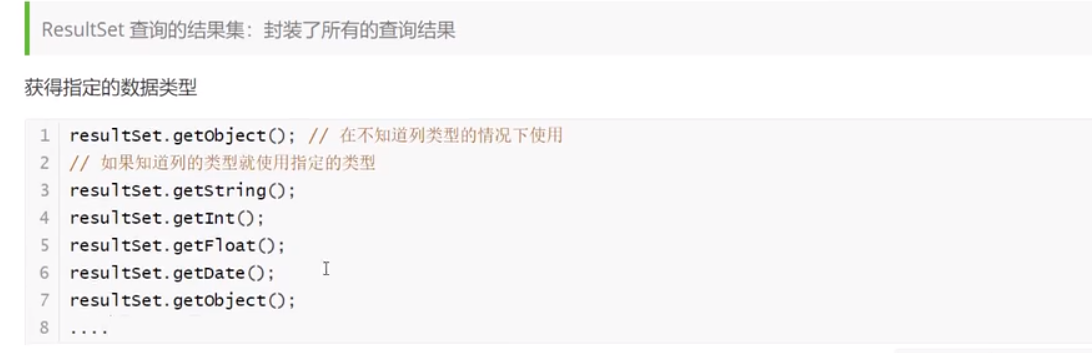 ResultSet 查询的结果集：封装了所有的查询结果
获得指定的数据类型
1 resultSet.getObject(); // 在不知道列类型的情况下使用
2 // 如果知道列的类型就使用指定的类型
3 resultSet.getString();
4 resultSet.getInt();
5 resultSet.getFloat();
6 resultSet.getDate();
7 resultSet.getObject();
8 ....